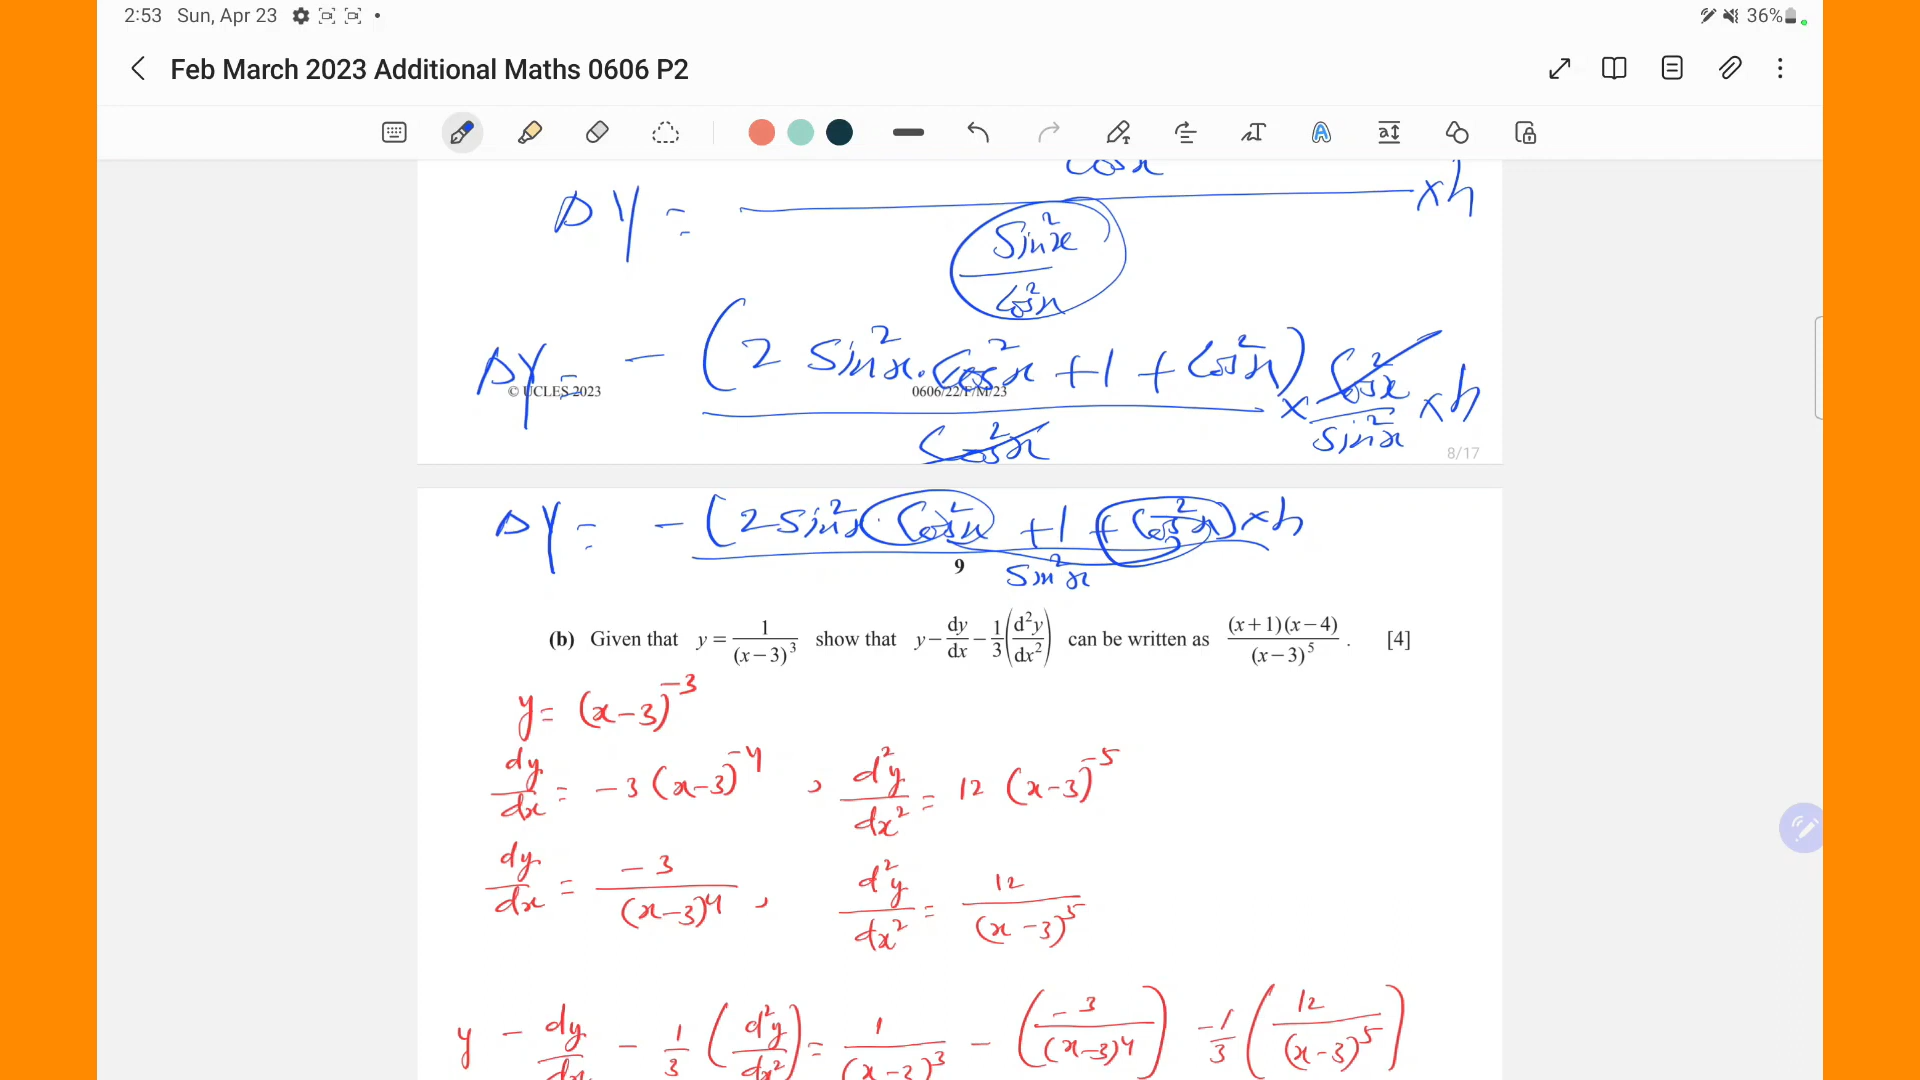 2:53 Sun, Apr 23
36%
Feb March 2023 Additional Maths 0606 P2
cos x
ΔY = ———— × h
sin²x / cos²x
ΔY = −(2 sin²x · cos²x + 1 + cos²x) / cos²x × cos²x / sin²x × h
© UCLES 2023 0606/22/F/M/23
8/17
ΔY = −(2 sin²x · cos²x + 1 + cos²x) × h / sin²x
9
(b) Given that y = 1/(x−3)³ show that y − dy/dx − 1/3 (d²y/dx²) can be written as (x+1)(x−4)/(x−3)⁵ . [4]
y = (x−3)⁻³
dy/dx = −3(x−3)⁻⁴ , d²y/dx² = 12(x−3)⁻⁵
dy/dx = −3/(x−3)⁴ , d²y/dx² = 12/(x−3)⁵
y − dy/dx − 1/3 (d²y/dx²) = 1/(x−3)³ − (−3/(x−3)⁴) −1/3 (12/(x−3)⁵)